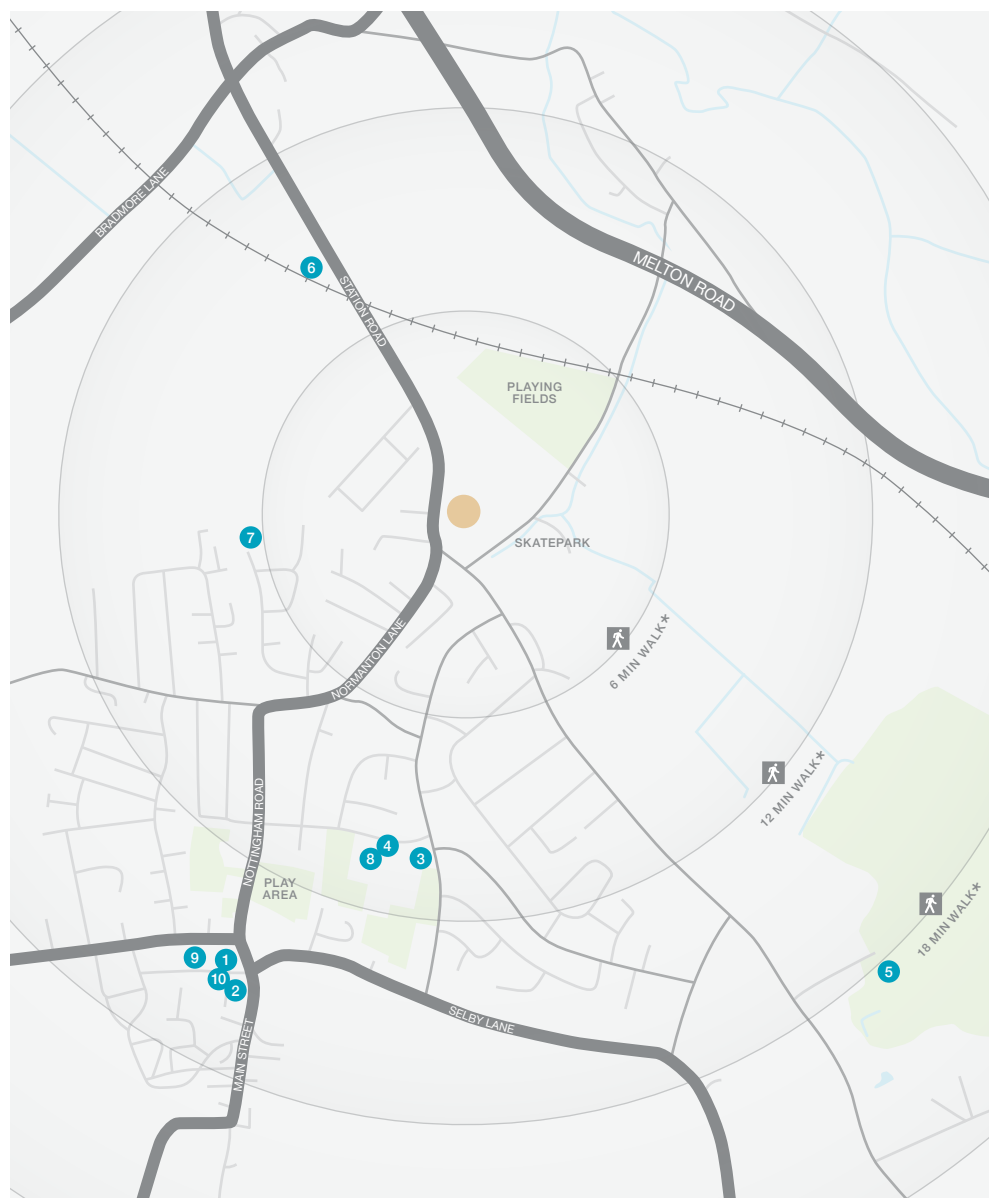 BRADMORE LANE
MELTON ROAD
6
STATION ROAD
PLAYING
FIELDS
7
SKATEPARK
NORMANTON LANE
6 MIN WALK*
12 MIN WALK*
NOTTINGHAM ROAD
4
8
3
PLAY
AREA
18 MIN WALK*
9
1
5
10
2
SELBY LANE
MAIN STREET